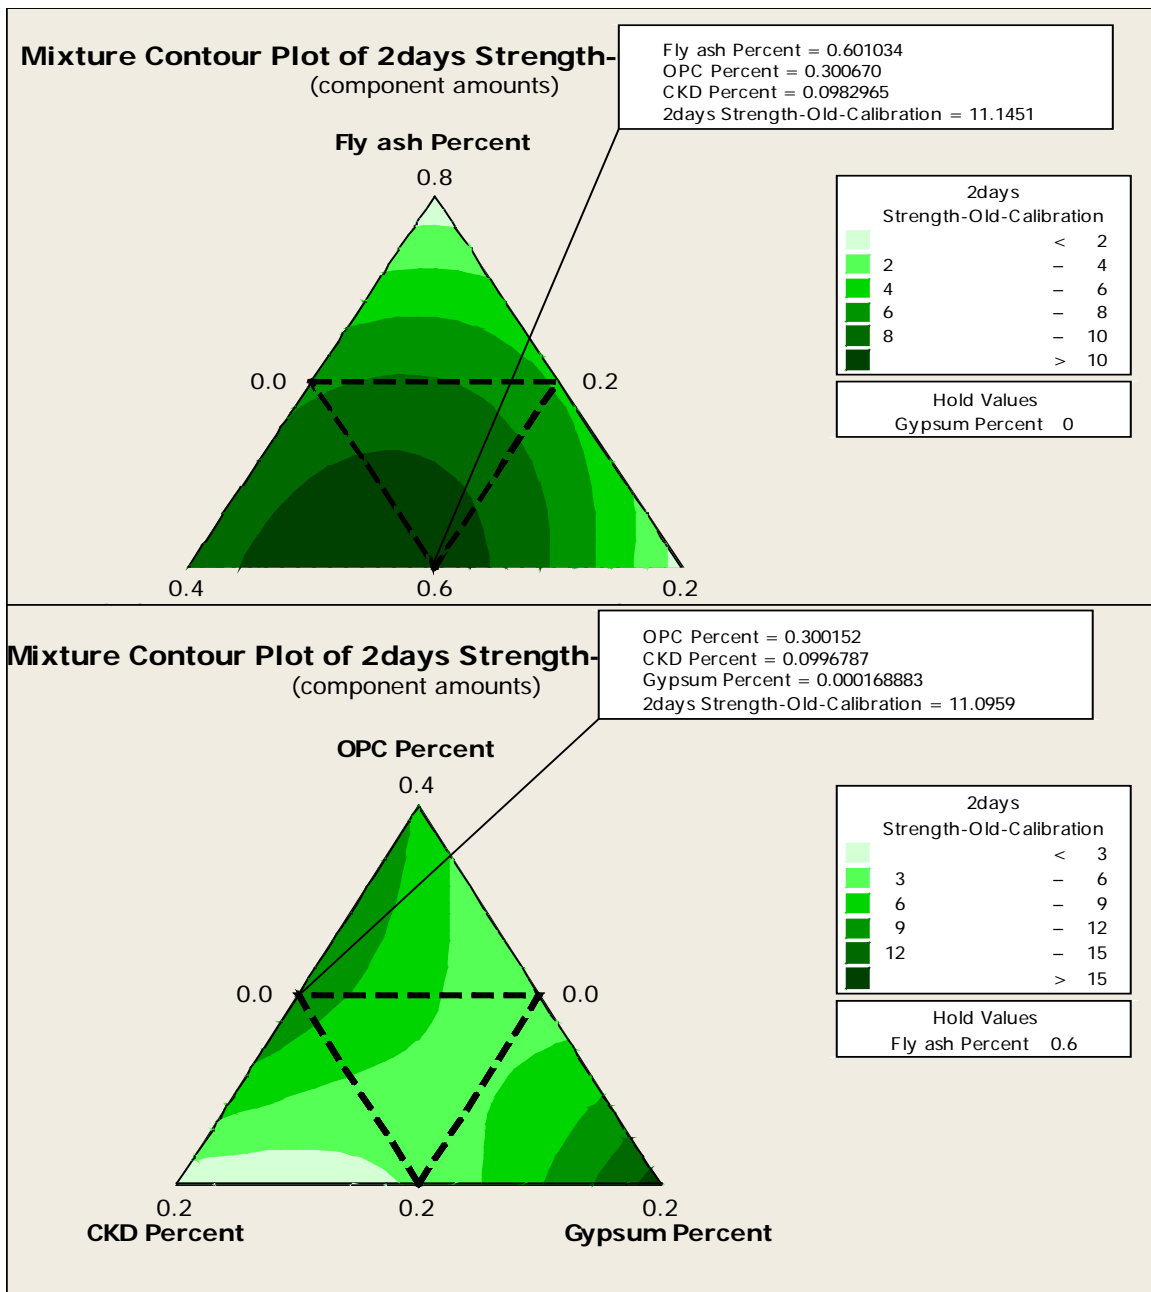 Mixture Contour Plot of 2days Strength-
(component amounts)
Fly ash Percent = 0.601034
OPC Percent = 0.300670
CKD Percent = 0.0982965
2days Strength-Old-Calibration = 11.1451
Fly ash Percent
0.8
2days
Strength-Old-Calibration
< 2
2 – 4
4 – 6
6 – 8
8 – 10
> 10
0.0 0.2
Hold Values
Gypsum Percent 0
0.4 0.6 0.2
Mixture Contour Plot of 2days Strength-
(component amounts)
OPC Percent = 0.300152
CKD Percent = 0.0996787
Gypsum Percent = 0.000168883
2days Strength-Old-Calibration = 11.0959
OPC Percent
0.4
2days
Strength-Old-Calibration
< 3
3 – 6
6 – 9
9 – 12
12 – 15
> 15
0.0 0.0
Hold Values
Fly ash Percent 0.6
0.2 0.2 0.2
CKD Percent Gypsum Percent